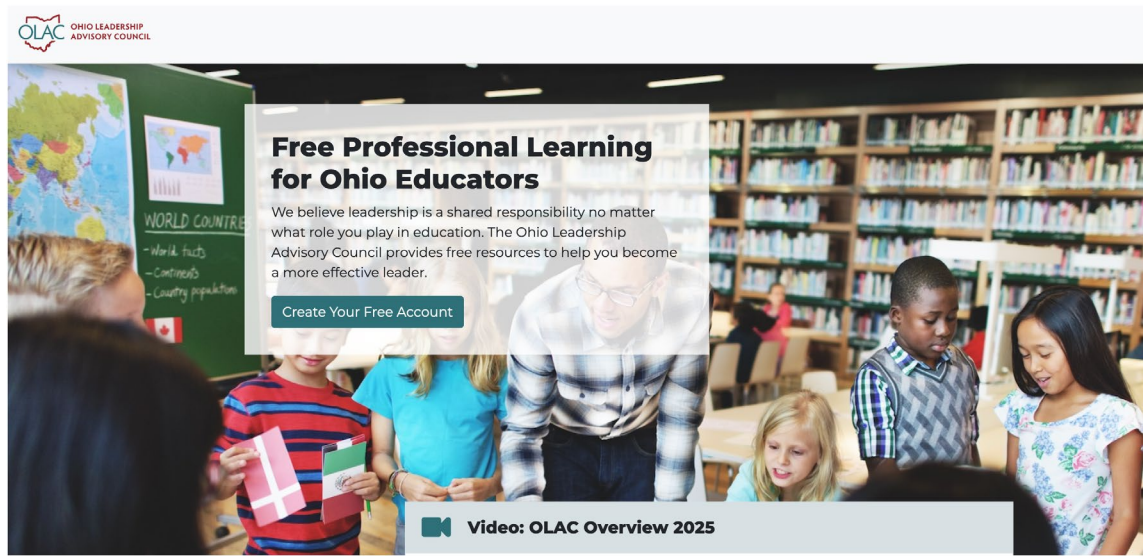 OLAC
OHIO LEADERSHIP
ADVISORY COUNCIL
Free Professional Learning
for Ohio Educators
We believe leadership is a shared responsibility no matter
what role you play in education. The Ohio Leadership
Advisory Council provides free resources to help you become
a more effective leader.
Create Your Free Account
WORLD COUNTRIE
-World facts
-Continents
-Country populations
Video: OLAC Overview 2025